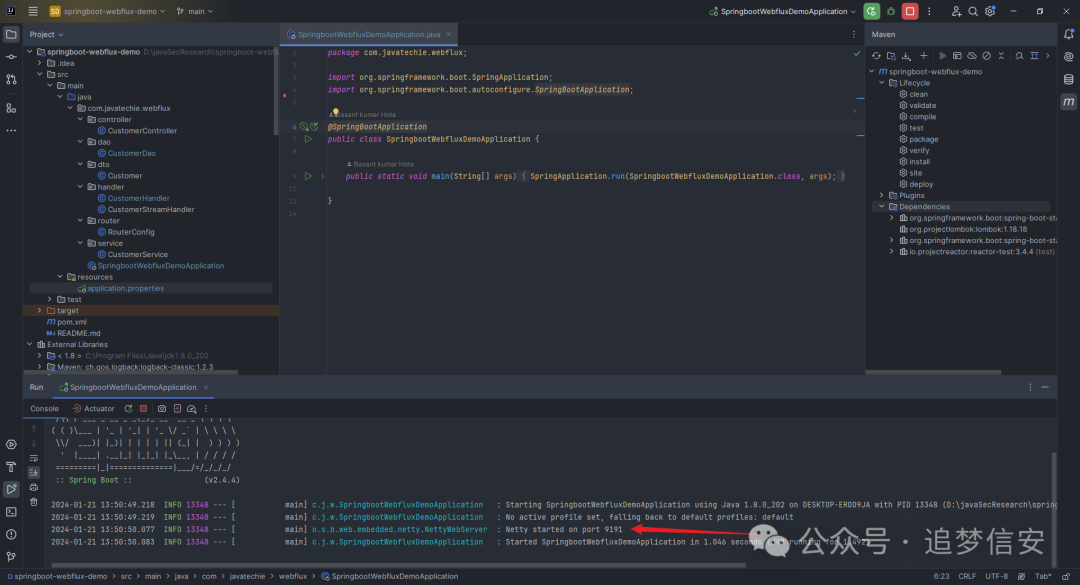 SD springboot-webflux-demo
main
SpringbootWebfluxDemoApplication
Project
springboot-webflux-demo D:\javaSecResearch\springboot-webf
.idea
src
main
java
com.javatechie.webflux
controller
CustomerController
dao
CustomerDao
dto
Customer
handler
CustomerHandler
CustomerStreamHandler
router
RouterConfig
service
CustomerService
SpringbootWebfluxDemoApplication
resources
application.properties
test
target
pom.xml
README.md
External Libraries
< 1.8 > C:\Program Files\Java\jdk1.8.0_202
Maven: ch.qos.logback:logback-classic:1.2.3
SpringbootWebfluxDemoApplication.java
1 package com.javatechie.webflux;
2
3 import org.springframework.boot.SpringApplication;
4 import org.springframework.boot.autoconfigure.SpringBootApplication;
5
Basant kumar Hota
6 @SpringBootApplication
7 public class SpringbootWebfluxDemoApplication {
8
Basant kumar Hota
9 public static void main(String[] args) { SpringApplication.run(SpringbootWebfluxDemoApplication.class, args); }
12
13 }
14
Maven
springboot-webflux-demo
Lifecycle
clean
validate
compile
test
package
verify
install
site
deploy
Plugins
Dependencies
org.springframework.boot:spring-boot-sta
org.projectlombok:lombok:1.18.18
org.springframework.boot:spring-boot-sta
io.projectreactor:reactor-test:3.4.4 (test)
Run
SpringbootWebfluxDemoApplication
Console
Actuator
:: Spring Boot :: (v2.4.4)
2024-01-21 13:50:49.218 INFO 13348 --- [ main] c.j.w.SpringbootWebfluxDemoApplication : Starting SpringbootWebfluxDemoApplication using Java 1.8.0_202 on DESKTOP-ERDD9JA with PID 13348 (D:\javaSecResearch\spring
2024-01-21 13:50:49.219 INFO 13348 --- [ main] c.j.w.SpringbootWebfluxDemoApplication : No active profile set, falling back to default profiles: default
2024-01-21 13:50:50.077 INFO 13348 --- [ main] o.s.b.web.embedded.netty.NettyWebServer : Netty started on port 9191
2024-01-21 13:50:50.083 INFO 13348 --- [ main] c.j.w.SpringbootWebfluxDemoApplication : Started SpringbootWebfluxDemoApplication in 1.046 seconds
公众号 · 追梦信安
springboot-webflux-demo > src > main > java > com > javatechie > webflux > SpringbootWebfluxDemoApplication
6:23 CRLF UTF-8 Tab*